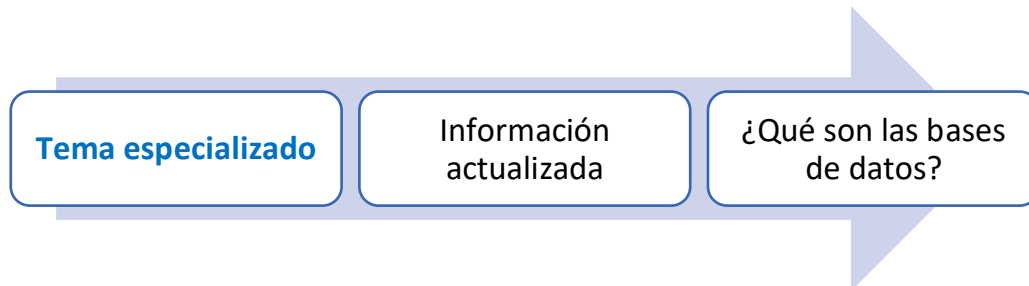 Tema especializado
Información
actualizada
¿Qué son las bases
de datos?